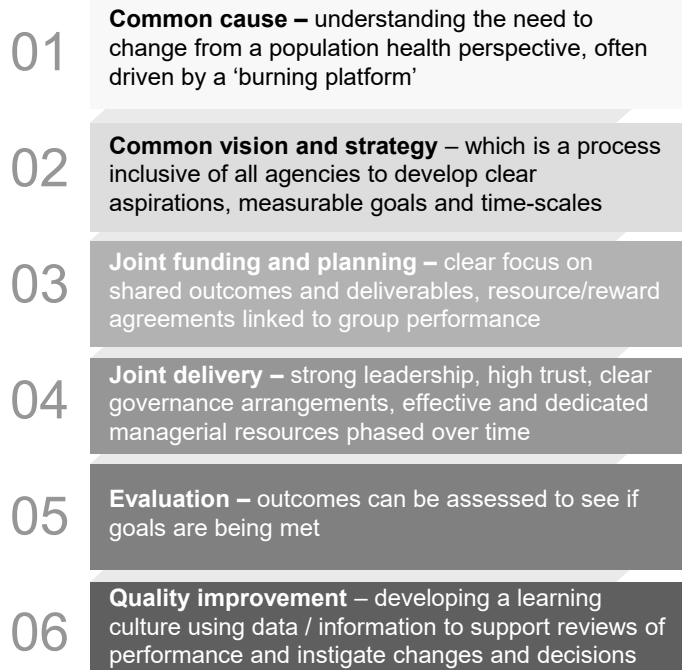 01
Common cause – understanding the need to
change from a population health perspective, often
driven by a ‘burning platform’
02
Common vision and strategy – which is a process
inclusive of all agencies to develop clear
aspirations, measurable goals and time-scales
03
Joint funding and planning – clear focus on
shared outcomes and deliverables, resource/reward
agreements linked to group performance
04
Joint delivery – strong leadership, high trust, clear
governance arrangements, effective and dedicated
managerial resources phased over time
05
Evaluation – outcomes can be assessed to see if
goals are being met
06
Quality improvement – developing a learning
culture using data / information to support reviews of
performance and instigate changes and decisions